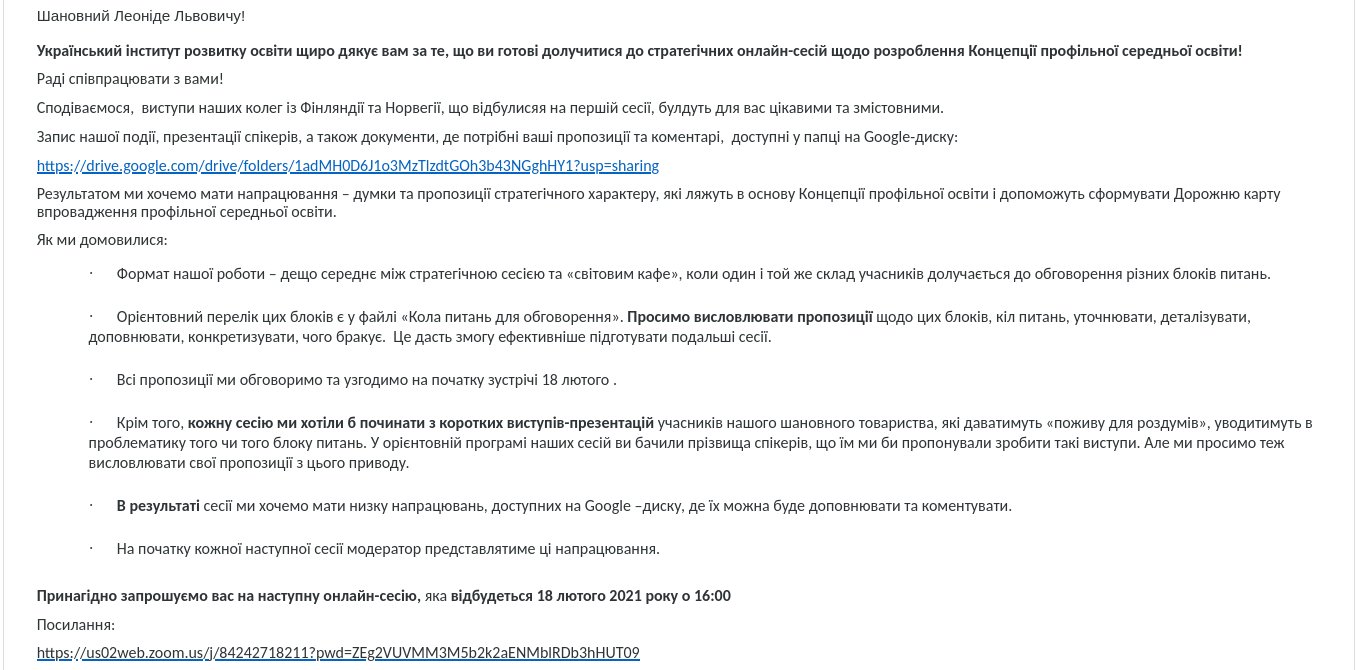 Шановний Леоніде Львовичу!
Український інститут розвитку освіти щиро дякує вам за те, що ви готові долучитися до стратегічних онлайн-сесій щодо розроблення Концепції профільної середньої освіти!
Раді співпрацювати з вами!
Сподіваємося,  виступи наших колег із Фінляндії та Норвегії, що відбулисяя на першій сесії, булдуть для вас цікавими та змістовними.
Запис нашої події, презентації спікерів, а також документи, де потрібні ваші пропозиції та коментарі,  доступні у папці на Google-диску:
https://drive.google.com/drive/folders/1adMH0D6J1o3MzTlzdtGOh3b43NGghHY1?usp=sharing
Результатом ми хочемо мати напрацювання – думки та пропозиції стратегічного характеру, які ляжуть в основу Концепції профільної освіти і допоможуть сформувати Дорожню карту
впровадження профільної середньої освіти.
Як ми домовилися:
· Формат нашої роботи – дещо середнє між стратегічною сесією та «світовим кафе», коли один і той же склад учасників долучається до обговорення різних блоків питань.
· Орієнтовний перелік цих блоків є у файлі «Кола питань для обговорення». Просимо висловлювати пропозиції щодо цих блоків, кіл питань, уточнювати, деталізувати,
доповнювати, конкретизувати, чого бракує.  Це дасть змогу ефективніше підготувати подальші сесії.
· Всі пропозиції ми обговоримо та узгодимо на початку зустрічі 18 лютого .
· Крім того, кожну сесію ми хотіли б починати з коротких виступів-презентацій учасників нашого шановного товариства, які даватимуть «поживу для роздумів», уводитимуть в
проблематику того чи того блоку питань. У орієнтовній програмі наших сесій ви бачили прізвища спікерів, що їм ми би пропонували зробити такі виступи. Але ми просимо теж
висловлювати свої пропозиції з цього приводу.
· В результаті сесії ми хочемо мати низку напрацювань, доступних на Google –диску, де їх можна буде доповнювати та коментувати.
· На початку кожної наступної сесії модератор представлятиме ці напрацювання.
Принагідно запрошуємо вас на наступну онлайн-сесію, яка відбудеться 18 лютого 2021 року о 16:00
Посилання:
https://us02web.zoom.us/j/84242718211?pwd=ZEg2VUVMM3M5b2k2aENMblRDb3hHUT09